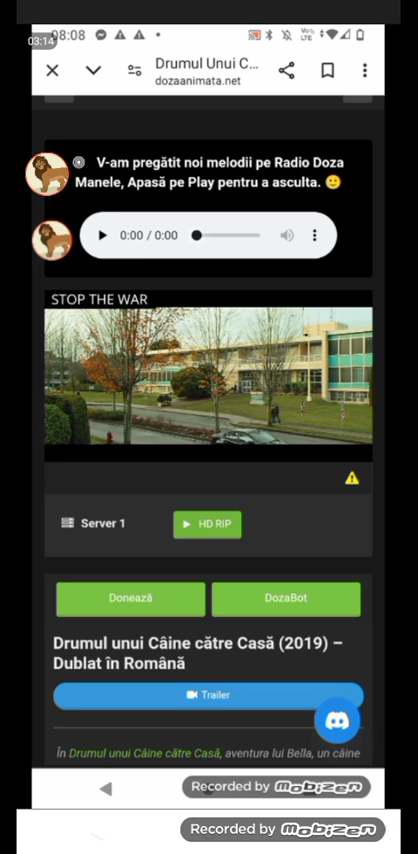 08:08
03:14
VoWiFi LTE
Drumul Unui C...
dozaanimata.net
V-am pregătit noi melodii pe Radio Doza
Manele, Apasă pe Play pentru a asculta.
0:00 / 0:00
STOP THE WAR
Server 1
HD RIP
Donează
DozaBot
Drumul unui Câine către Casă (2019) –
Dublat în Română
Trailer
În Drumul unui Câine către Casă, aventura lui Bella, un câine
Recorded by Mobizen
Recorded by Mobizen